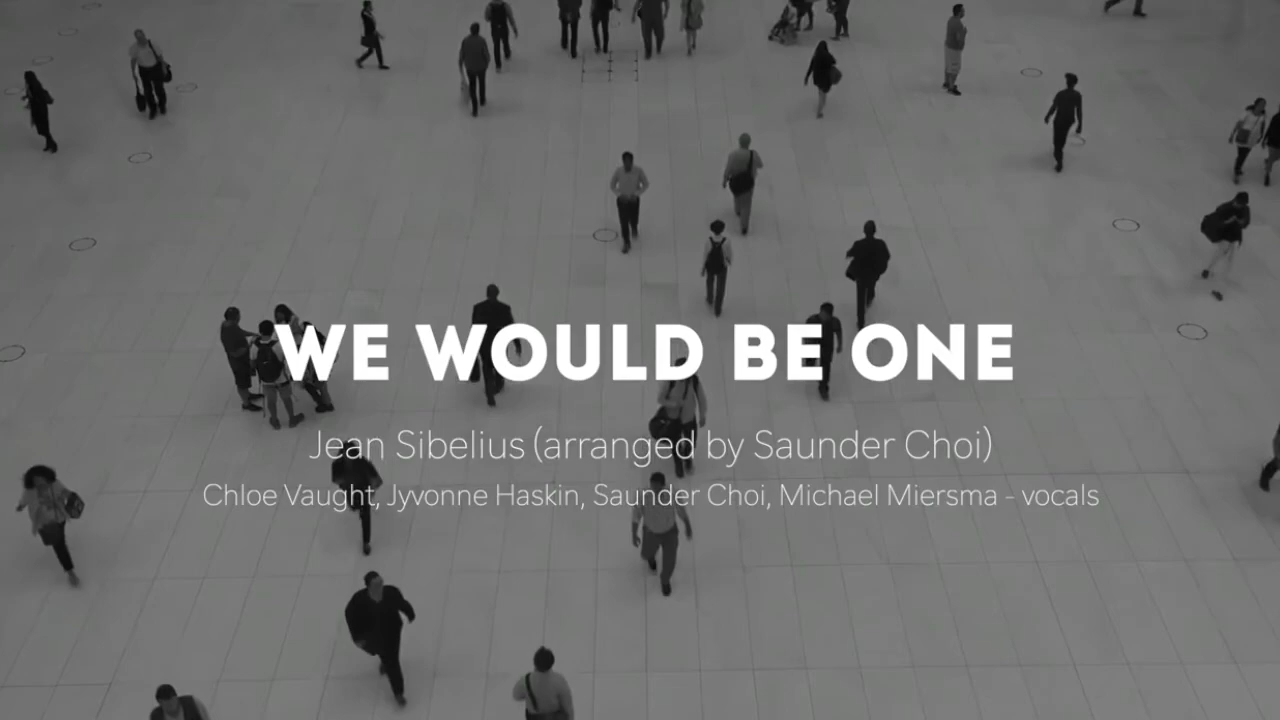 WE WOULD BE ONE
Jean Sibelius (arranged by Saunder Choi)
Chloe Vaught, Jyvonne Haskin, Saunder Choi, Michael Miersma - vocals